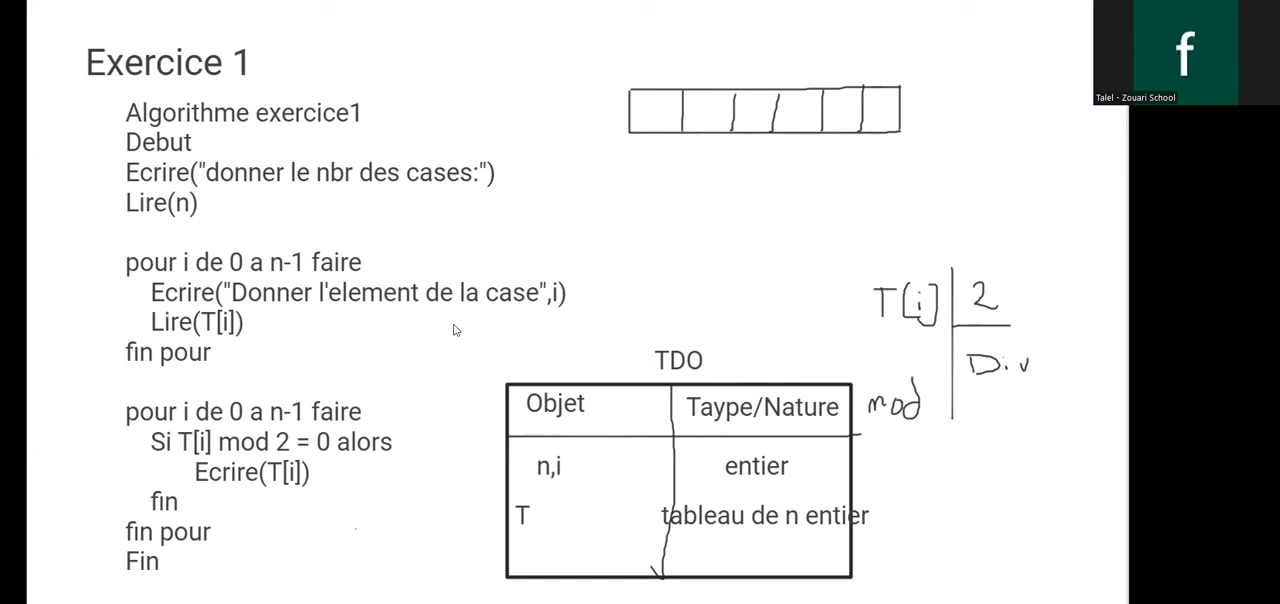 Exercice 1
Algorithme exercice1
Debut
Ecrire("donner le nbr des cases:")
Lire(n)
pour i de 0 a n-1 faire
Ecrire("Donner l'element de la case",i)
Lire(T[i])
fin pour
pour i de 0 a n-1 faire
Si T[i] mod 2 = 0 alors
Ecrire(T[i])
fin
fin pour
Fin
TDO
Objet Taype/Nature
n,i entier
T tableau de n entier
T[i] 2
Div
mod
f
Talel - Zouari School